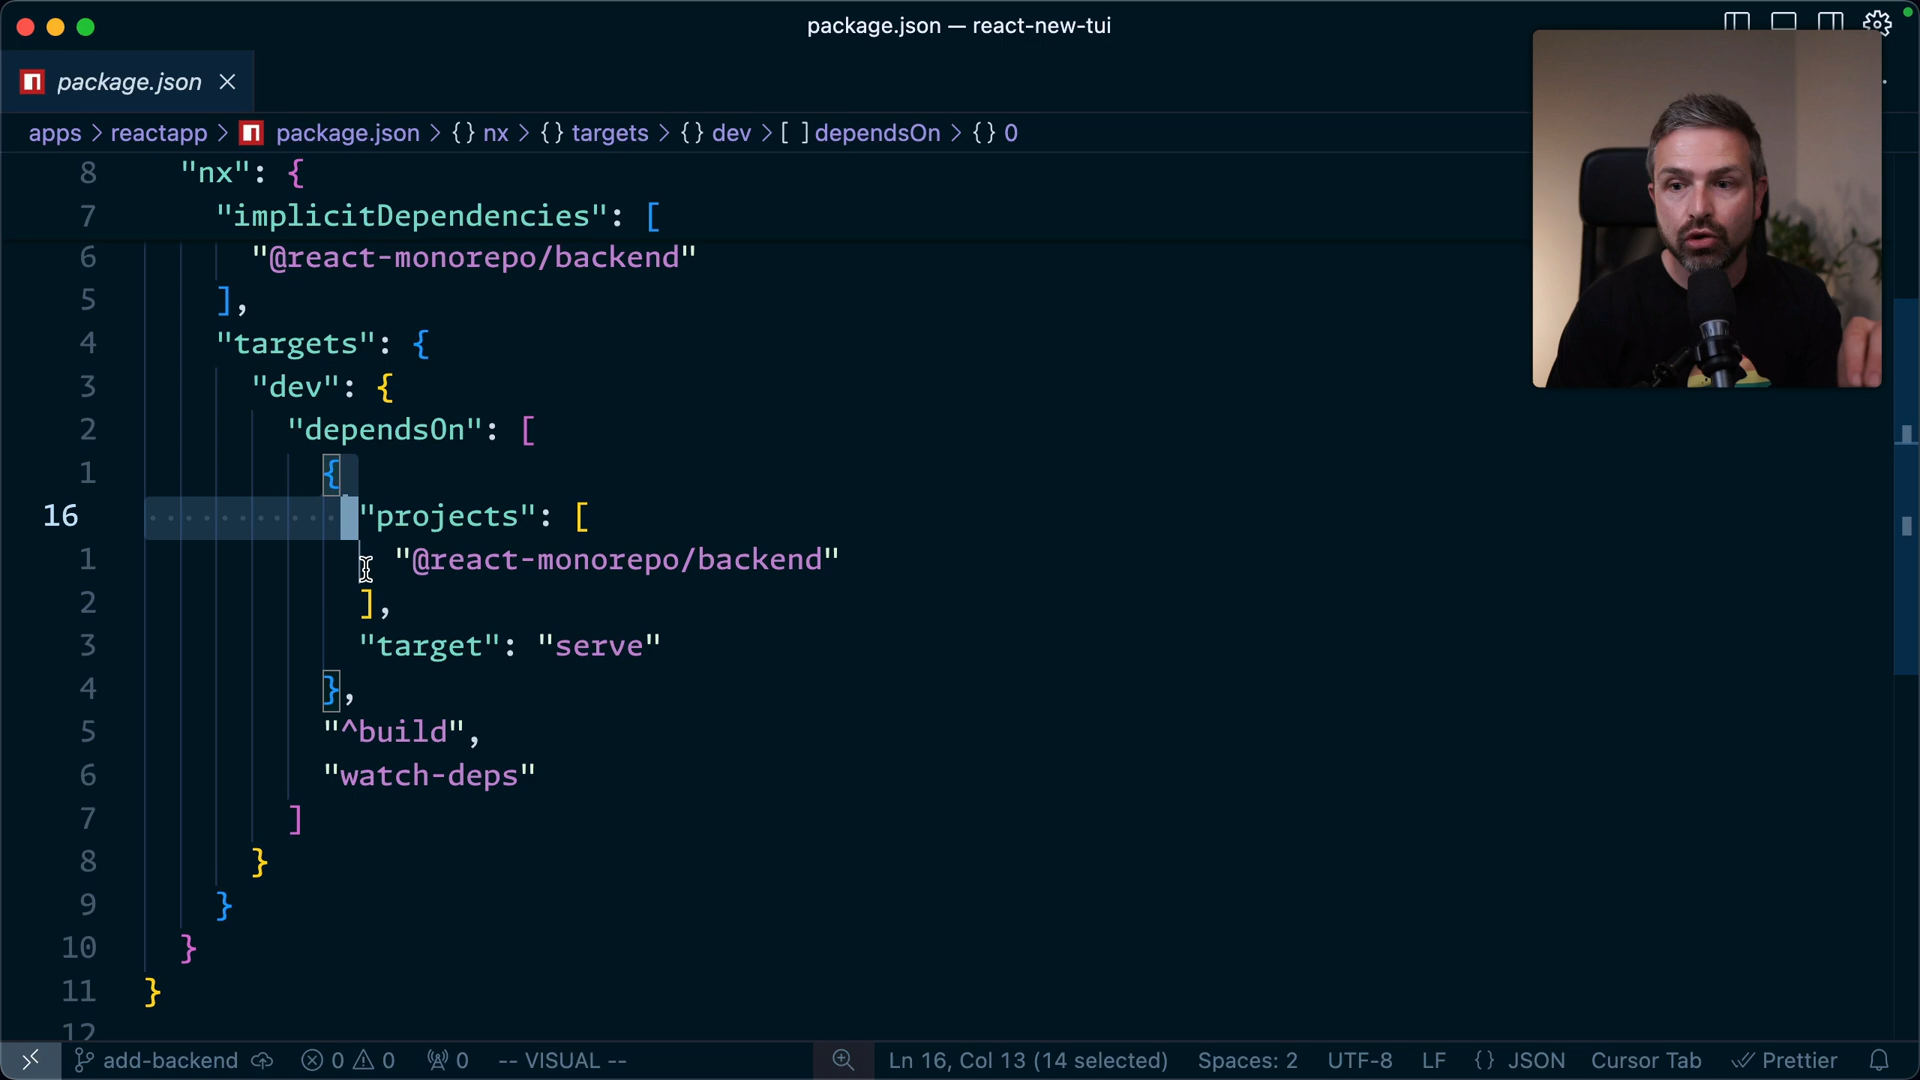 package.json — react-new-tui
package.json
apps > reactapp > package.json > {} nx > {} targets > {} dev > [ ] dependsOn > {} 0
8 "nx": {
7 "implicitDependencies": [
6 "@react-monorepo/backend"
5 ],
4 "targets": {
3 "dev": {
2 "dependsOn": [
1 {
16 "projects": [
1 "@react-monorepo/backend"
2 ],
3 "target": "serve"
4 },
5 "^build",
6 "watch-deps"
7 ]
8 }
9 }
10 }
11 }
12
add-backend 0 0 0 -- VISUAL -- Ln 16, Col 13 (14 selected) Spaces: 2 UTF-8 LF {} JSON Cursor Tab Prettier